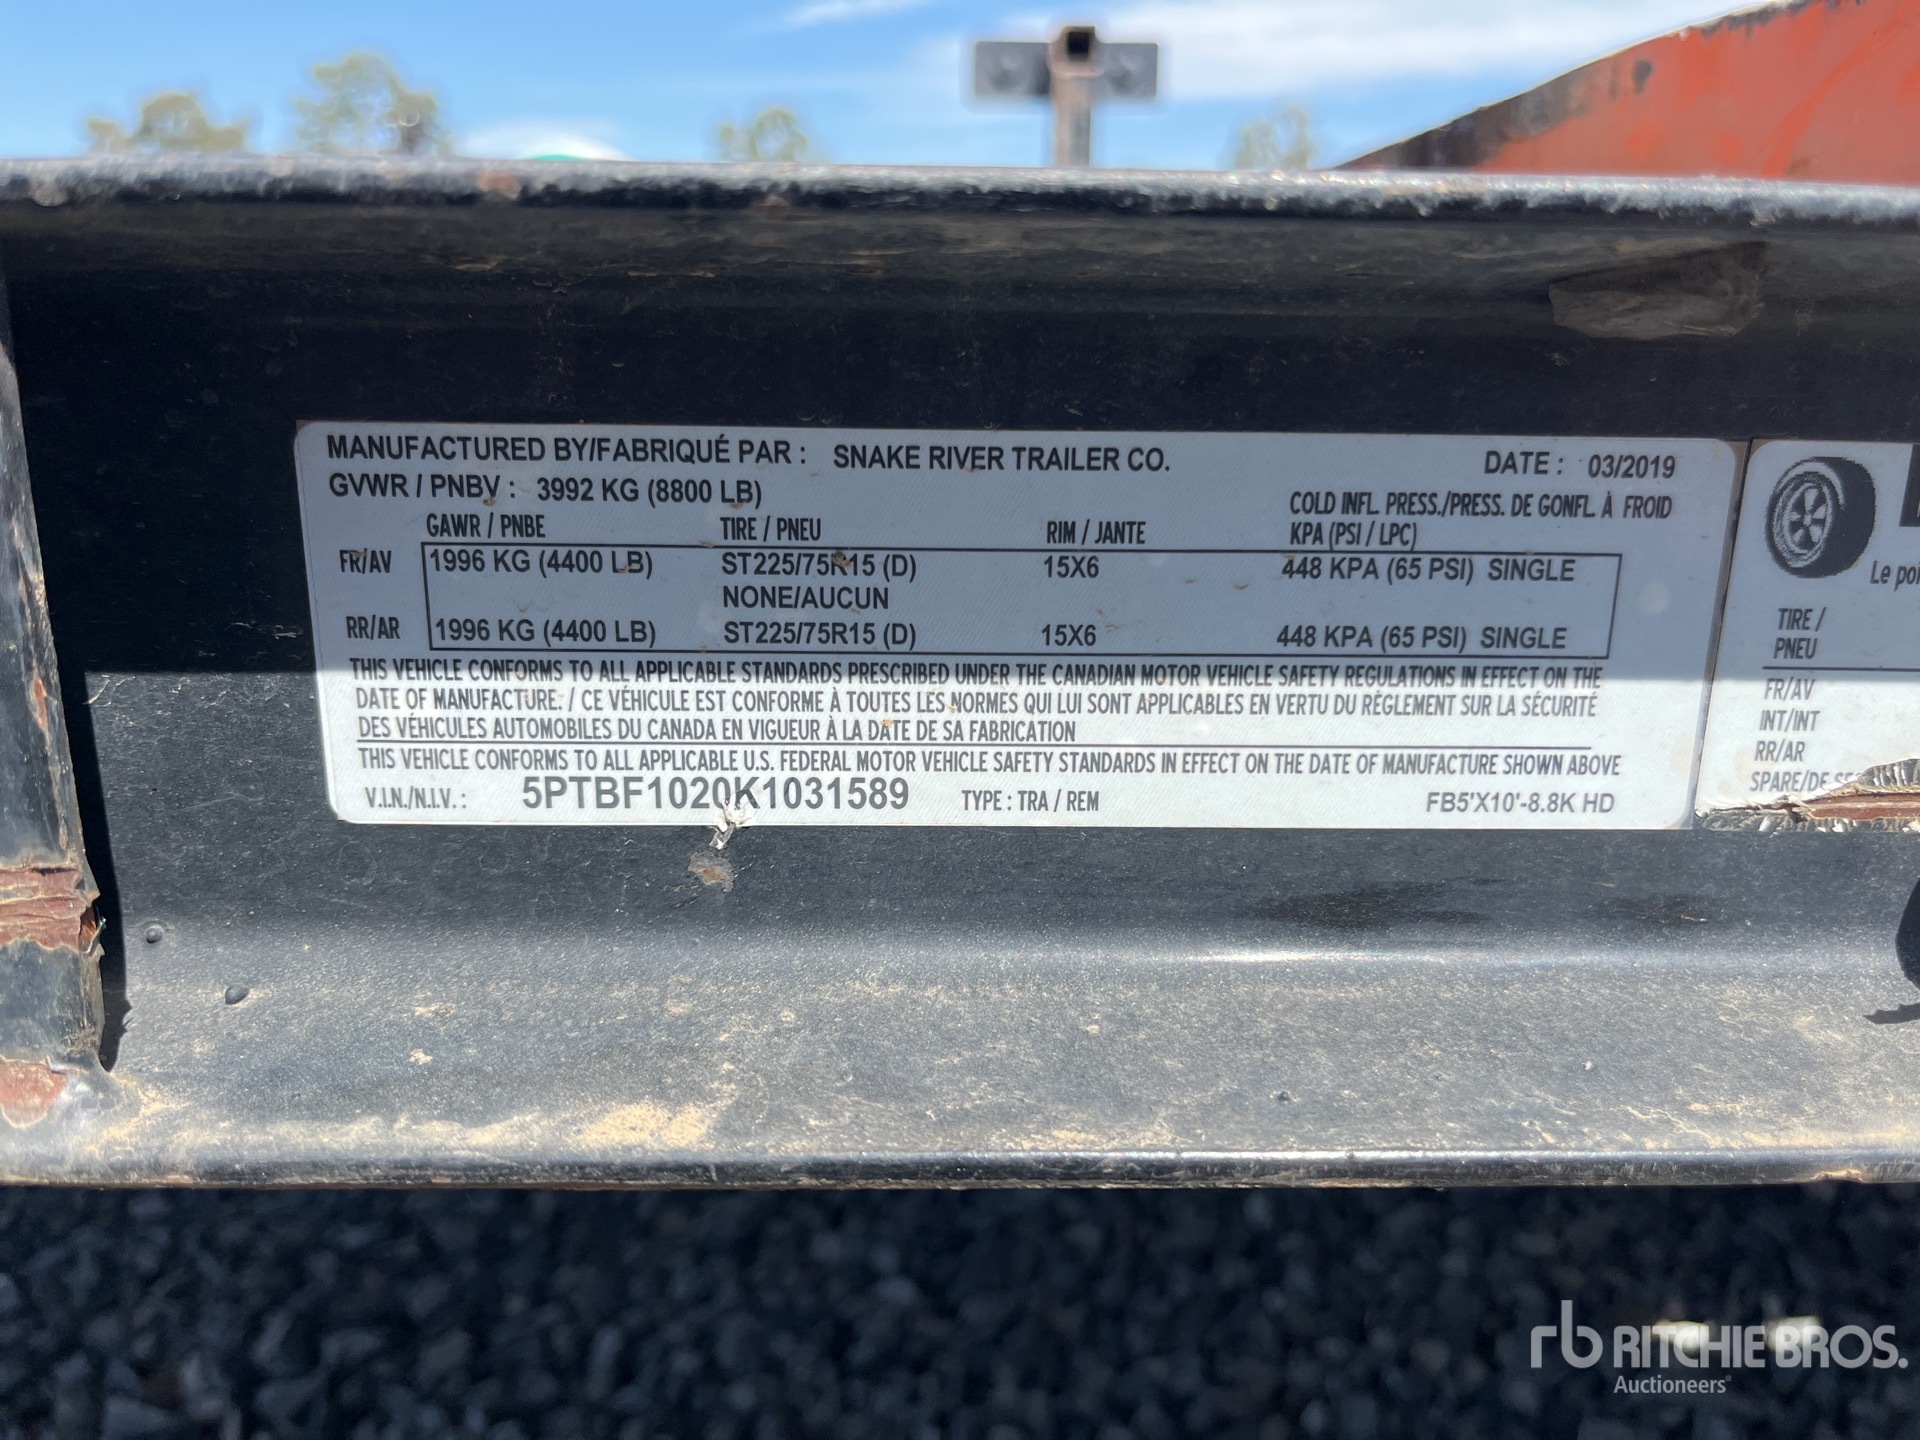 MANUFACTURED BY/FABRIQUÉ PAR : SNAKE RIVER TRAILER CO. DATE : 03/2019
GVWR / PNBV : 3992 KG (8800 LB)
COLD INFL. PRESS./PRESS. DE GONFL. À FROID
GAWR / PNBE TIRE / PNEU RIM / JANTE KPA (PSI / LPC)
FR/AV 1996 KG (4400 LB) ST225/75R15 (D) 15X6 448 KPA (65 PSI) SINGLE
NONE/AUCUN
RR/AR 1996 KG (4400 LB) ST225/75R15 (D) 15X6 448 KPA (65 PSI) SINGLE
THIS VEHICLE CONFORMS TO ALL APPLICABLE STANDARDS PRESCRIBED UNDER THE CANADIAN MOTOR VEHICLE SAFETY REGULATIONS IN EFFECT ON THE
DATE OF MANUFACTURE. / CE VÉHICULE EST CONFORME À TOUTES LES NORMES QUI LUI SONT APPLICABLES EN VERTU DU RÈGLEMENT SUR LA SÉCURITÉ
DES VÉHICULES AUTOMOBILES DU CANADA EN VIGUEUR À LA DATE DE SA FABRICATION
THIS VEHICLE CONFORMS TO ALL APPLICABLE U.S. FEDERAL MOTOR VEHICLE SAFETY STANDARDS IN EFFECT ON THE DATE OF MANUFACTURE SHOWN ABOVE
V.I.N./N.I.V.: 5PTBF1020K1031589 TYPE : TRA / REM FB5'X10'-8.8K HD
Le
TIRE /
PNEU
FR/AV
INT/INT
RR/AR
SPARE/DE
rb RITCHIE BROS.
Auctioneers